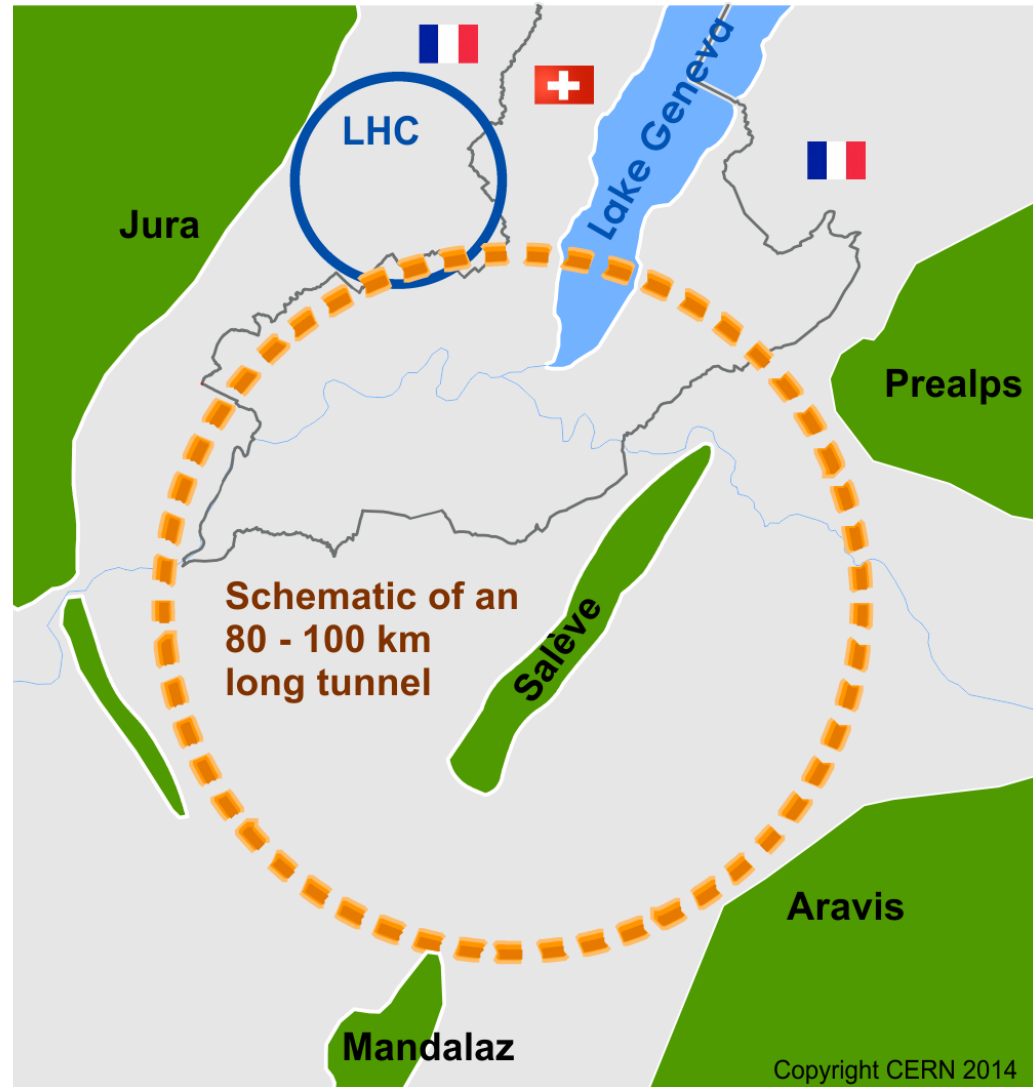 LHC
Lake Geneva
Jura
Prealps
Schematic of an
80 - 100 km
long tunnel
Salève
Aravis
Mandalaz
Copyright CERN 2014